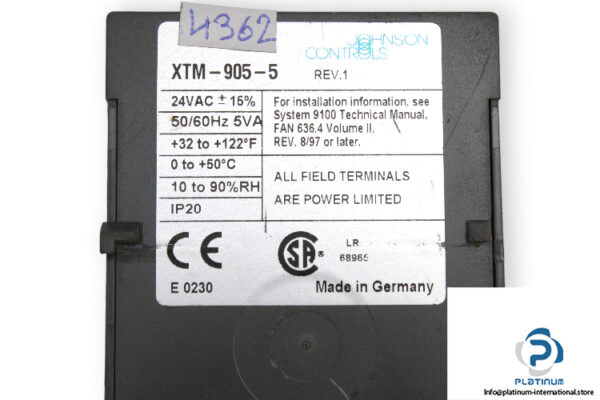 4362
JOHNSON
CONTROLS
XTM-905-5 REV.1
24VAC ± 15%
50/60Hz 5VA
+32 to +122°F
0 to +50°C
10 to 90%RH
IP20
For installation information, see
System 9100 Technical Manual,
FAN 636.4 Volume II.
REV. 8/97 or later.
ALL FIELD TERMINALS
ARE POWER LIMITED
CE
E 0230
SA
LR
68965
Made in Germany
PLATINUM
INTERNATIONAL
http://platinum-international.store